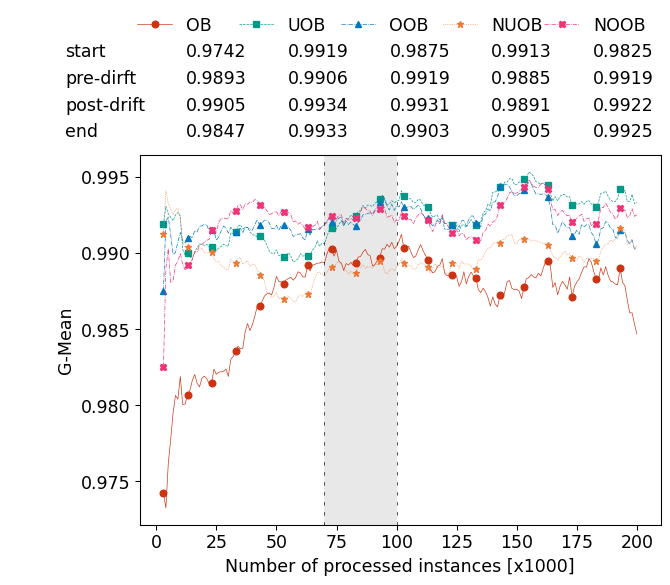 OB UOB OOB NUOB NOOB
start 0.9742 0.9919 0.9875 0.9913 0.9825
pre-dirft 0.9893 0.9906 0.9919 0.9885 0.9919
post-drift 0.9905 0.9934 0.9931 0.9891 0.9922
end 0.9847 0.9933 0.9903 0.9905 0.9925
0.995
0.990
0.985
0.980
0.975
G-Mean
0 25 50 75 100 125 150 175 200
Number of processed instances [x1000]